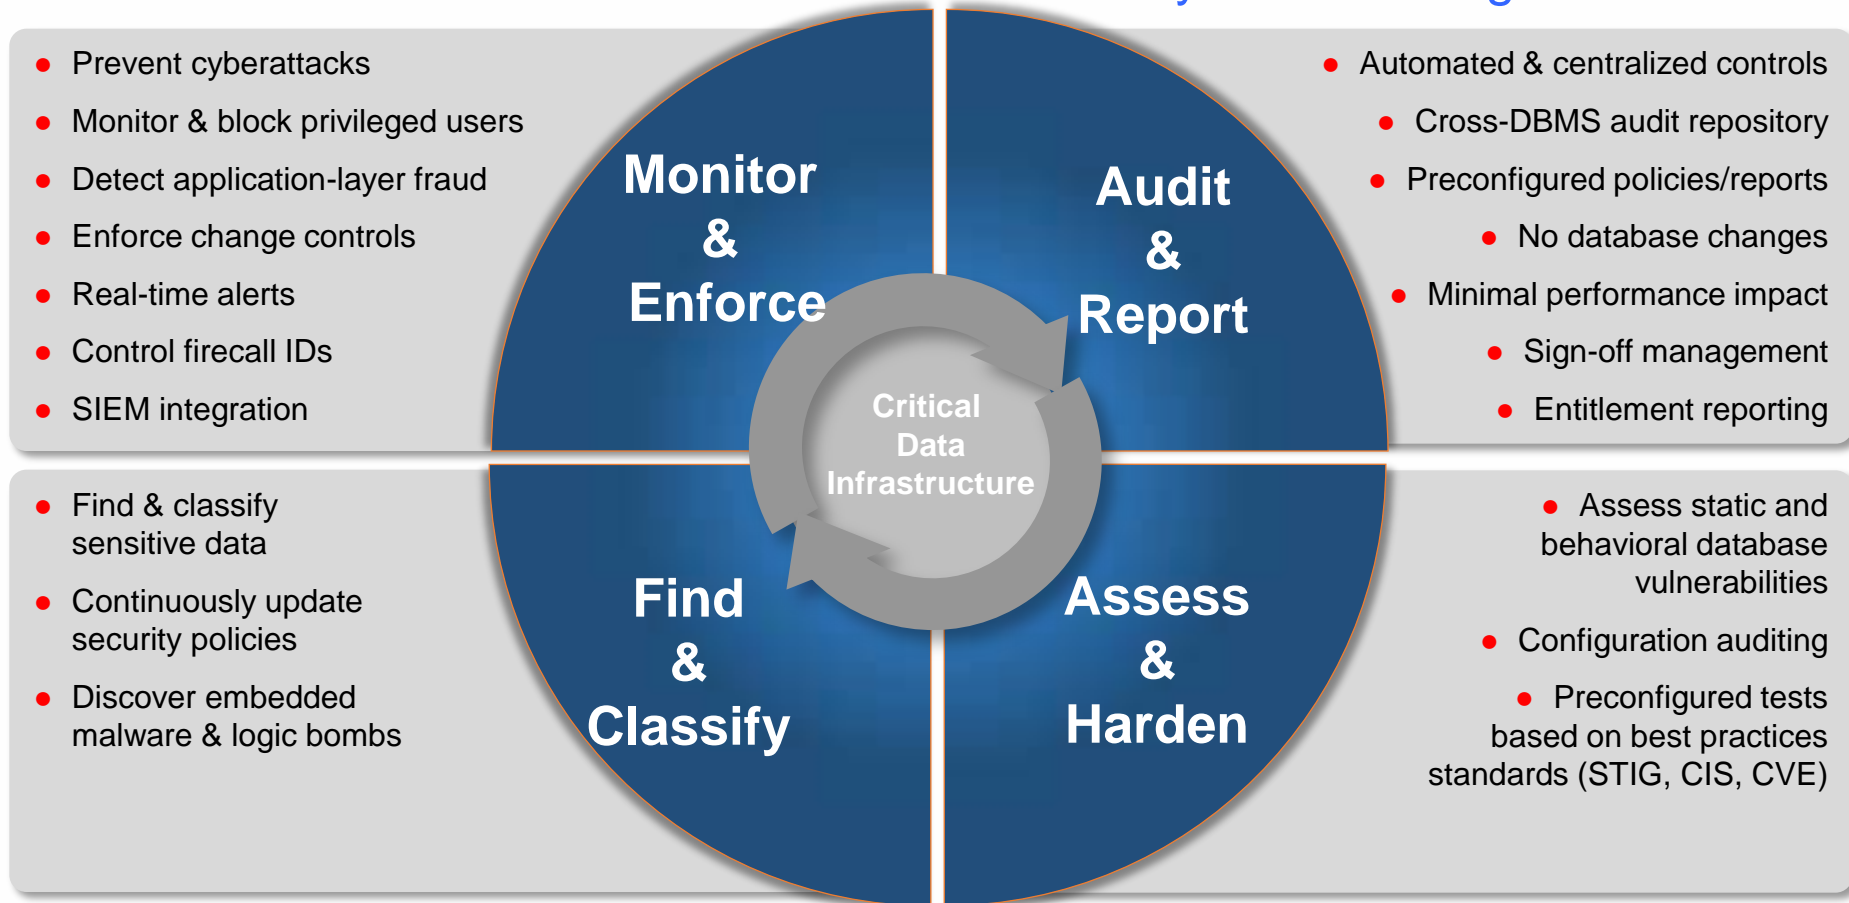 ● Prevent cyberattacks
● Monitor & block privileged users
● Detect application-layer fraud
● Enforce change controls
● Real-time alerts
● Control firecall IDs
● SIEM integration
Monitor
&
Enforce
Audit
&
Report
● Automated & centralized controls
● Cross-DBMS audit repository
● Preconfigured policies/reports
● No database changes
● Minimal performance impact
● Sign-off management
● Entitlement reporting
Critical
Data
Infrastructure
● Find & classify
sensitive data
● Continuously update
security policies
● Discover embedded
malware & logic bombs
Find
&
Classify
Assess
&
Harden
● Assess static and
behavioral database
vulnerabilities
● Configuration auditing
● Preconfigured tests
based on best practices
standards (STIG, CIS, CVE)